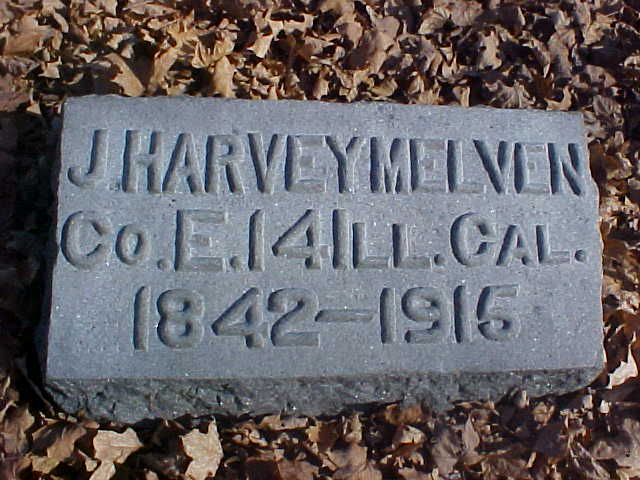 J. HARVEY MELVEN
Co. E. 14 ILL. CAL.
1842-1915